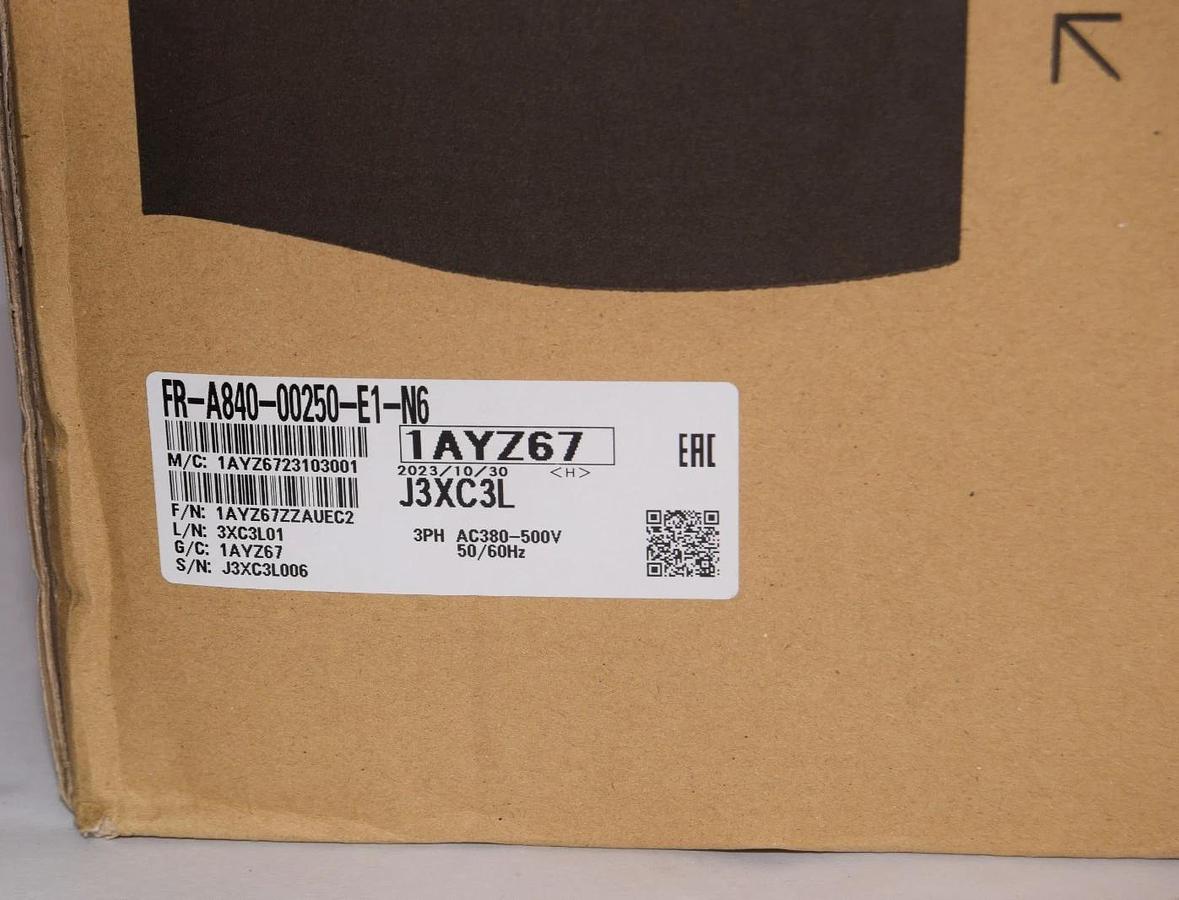 FR-A840-00250-E1-N6
1AYZ67
EAC
M/C: 1AYZ6723103001
2023/10/30 <H>
J3XC3L
F/N: 1AYZ67ZZAUEC2
L/N: 3XC3L01
3PH AC380-500V
G/C: 1AYZ67
50/60Hz
S/N: J3XC3L006